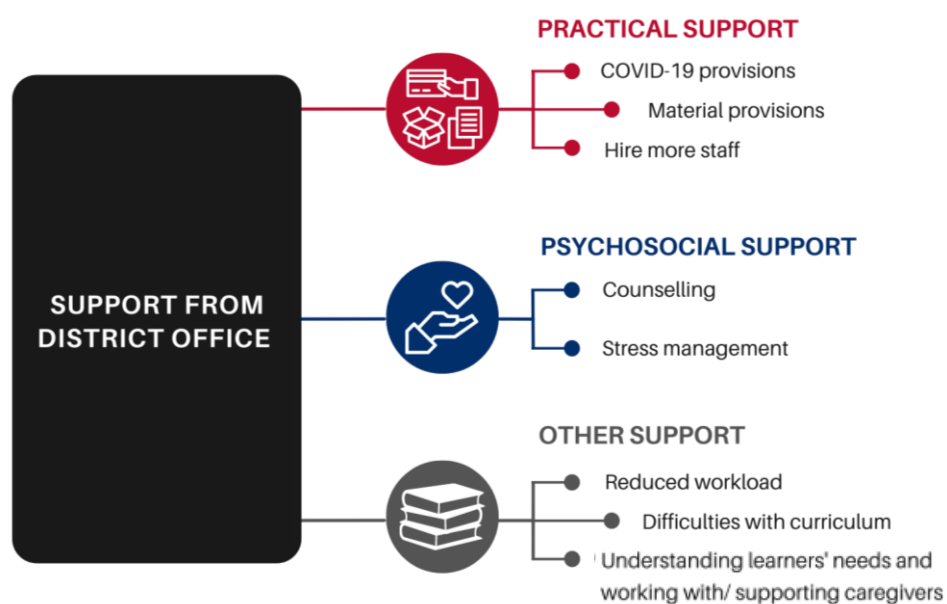 PRACTICAL SUPPORT
COVID-19 provisions
Material provisions
Hire more staff
SUPPORT FROM
DISTRICT OFFICE
PSYCHOSOCIAL SUPPORT
Counselling
Stress management
OTHER SUPPORT
Reduced workload
Difficulties with curriculum
Understanding learners' needs and
working with/ supporting caregivers